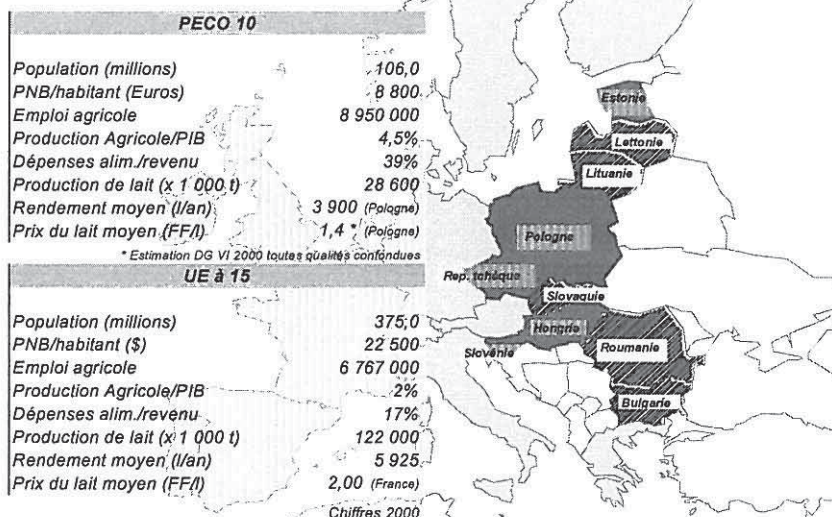 PECO 10
Population (millions) 106,0
PNB/habitant (Euros) 8 800
Emploi agricole 8 950 000
Production Agricole/PIB 4,5%
Dépenses alim./revenu 39%
Production de lait (x 1 000 t) 28 600
Rendement moyen (l/an) 3 900 (Pologne)
Prix du lait moyen (FF/l) 1,4 * (Pologne)
* Estimation DG VI 2000 toutes qualités confondues
UE à 15
Population (millions) 375,0
PNB/habitant ($) 22 500
Emploi agricole 6 767 000
Production Agricole/PIB 2%
Dépenses alim./revenu 17%
Production de lait (x 1 000 t) 122 000
Rendement moyen (l/an) 5 925
Prix du lait moyen (FF/l) 2,00 (France)
Chiffres 2000
Estonie
Lettonie
Lituanie
Pologne
Rep. tchèque
Slovaquie
Hongrie
Slovénie
Roumanie
Bulgarie